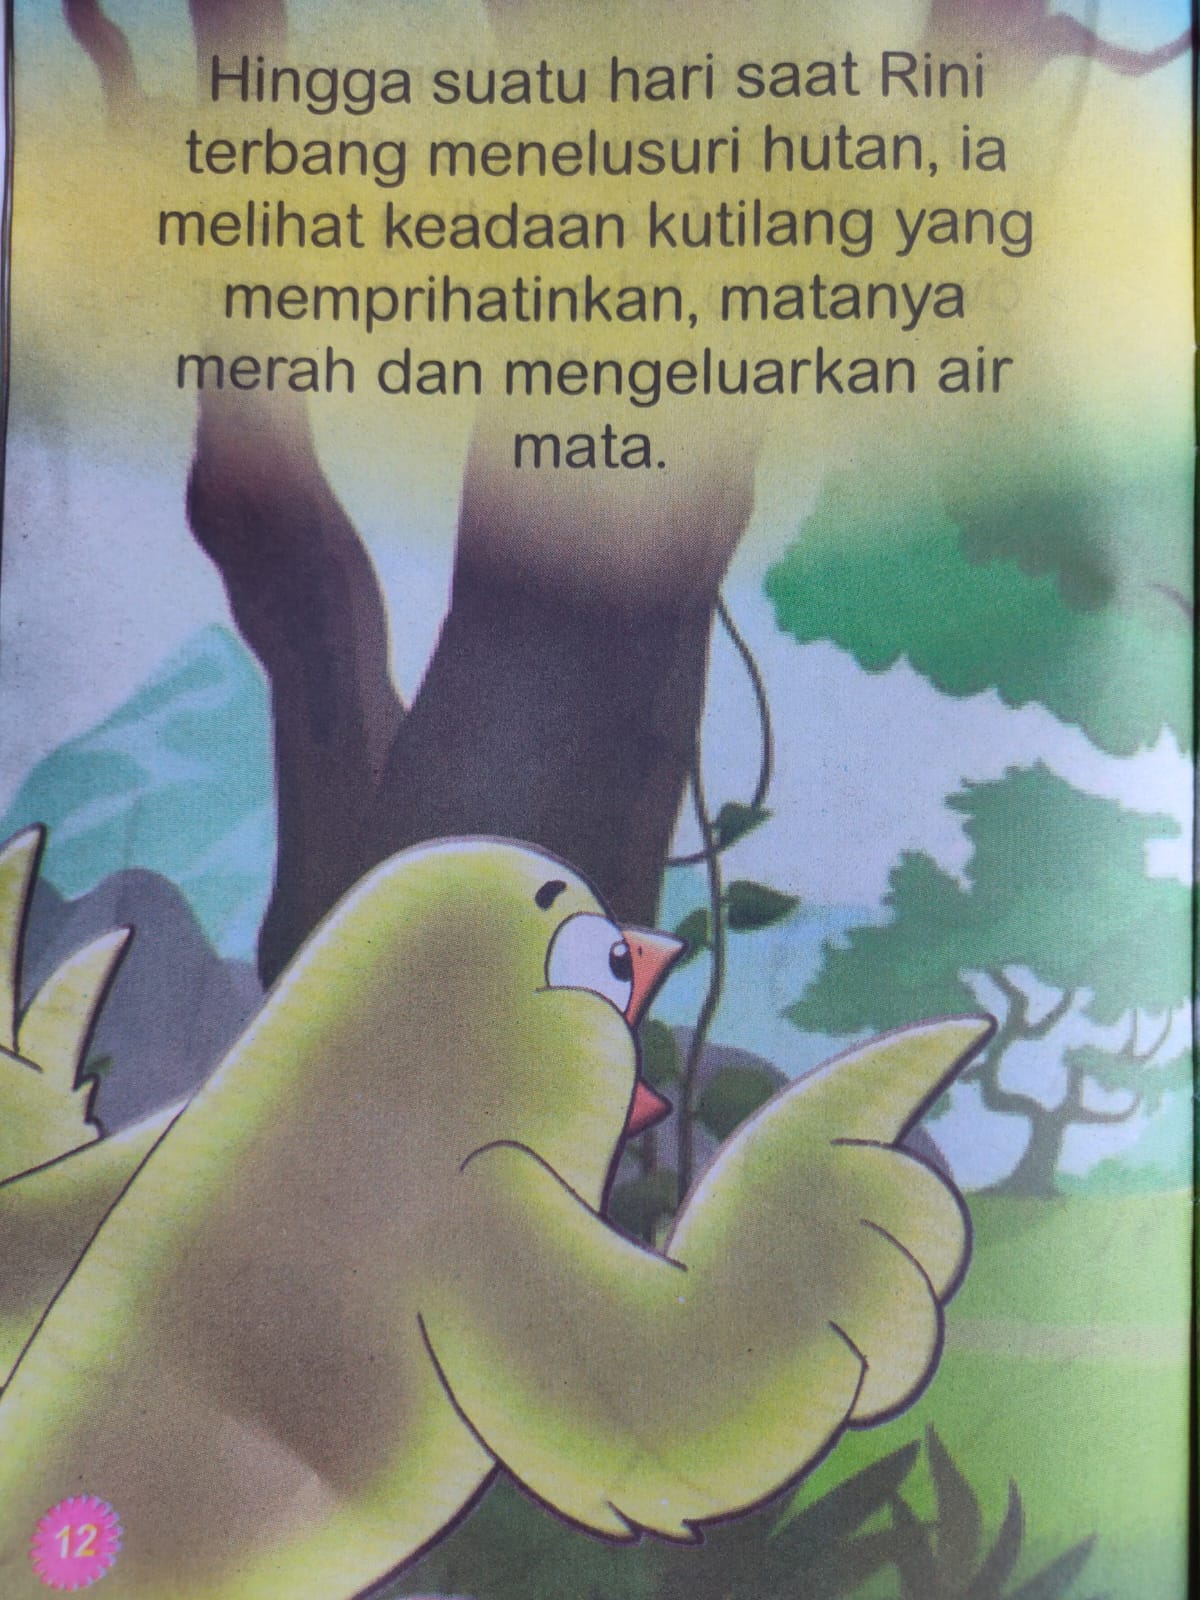 Hingga suatu hari saat Rini
terbang menelusuri hutan, ia
melihat keadaan kutilang yang
memprihatinkan, matanya
merah dan mengeluarkan air
mata.
12